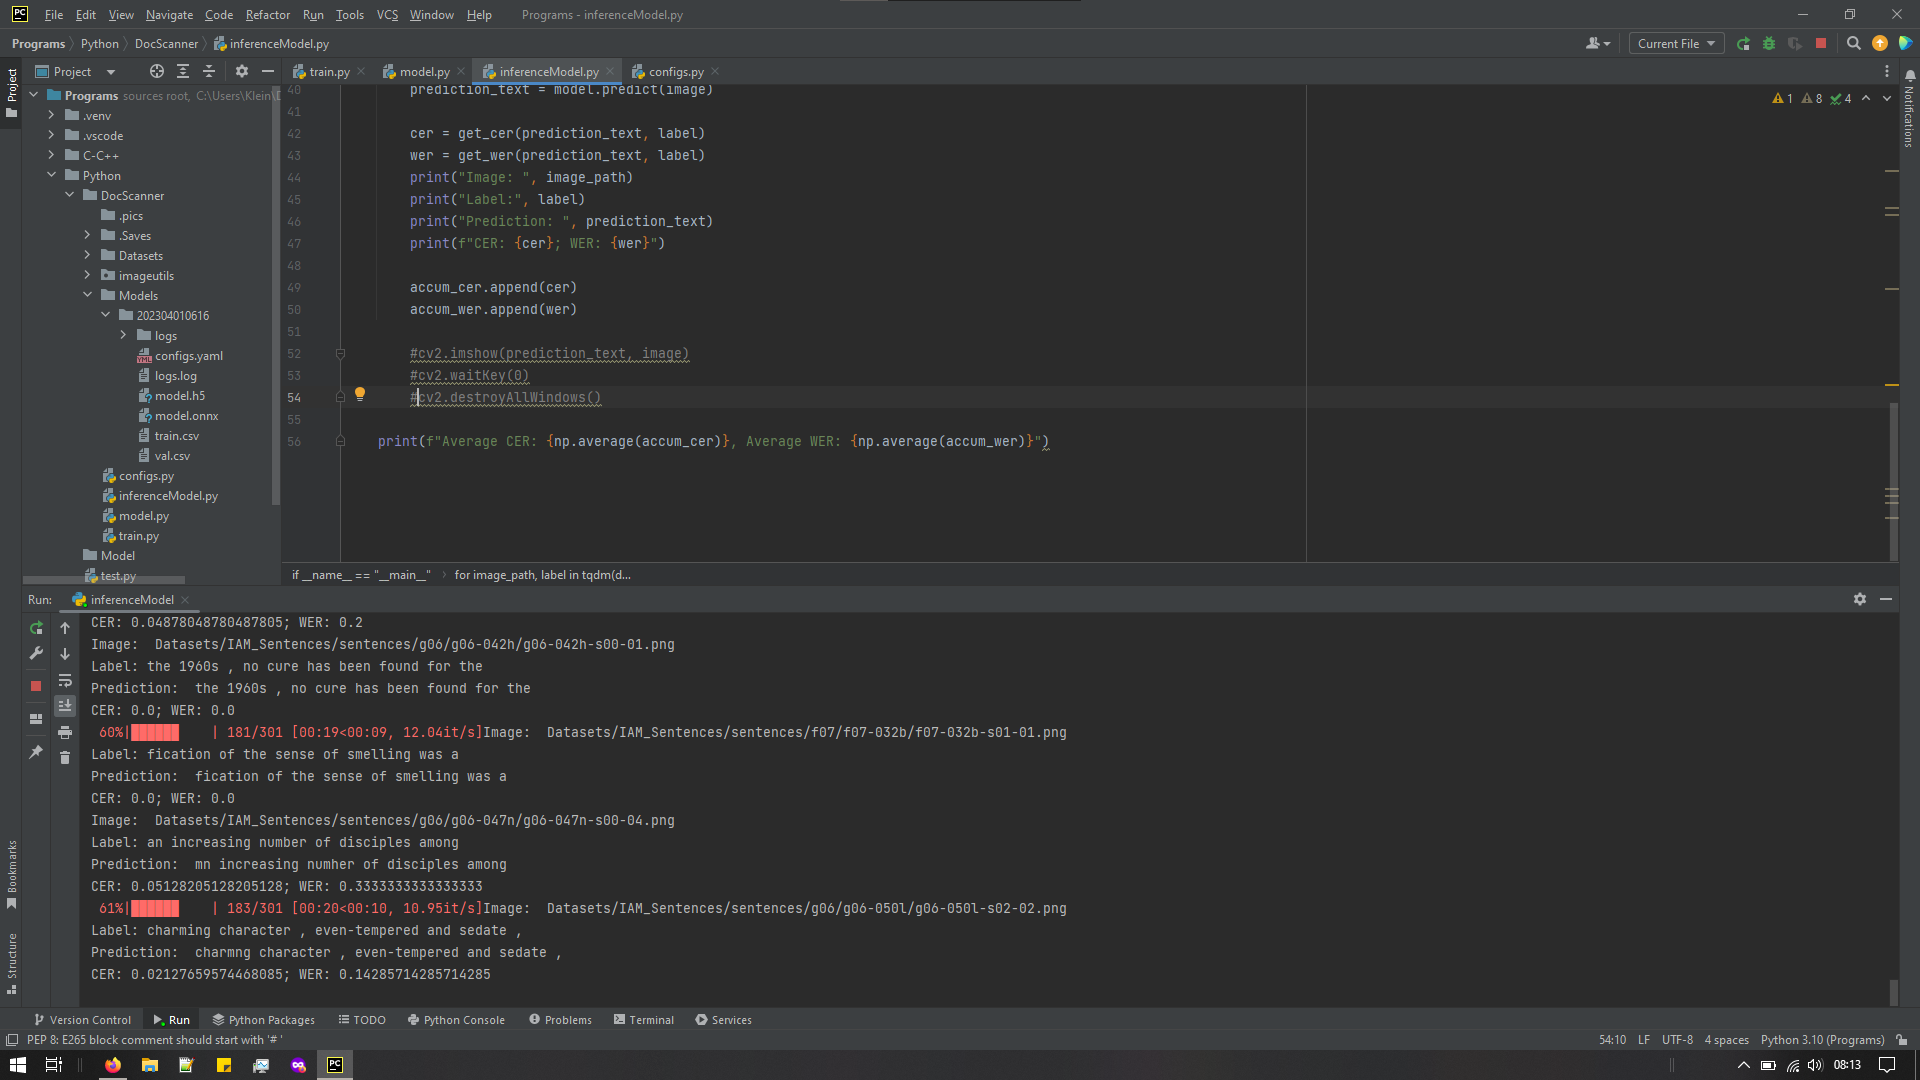 PC File Edit View Navigate Code Refactor Run Tools VCS Window Help Programs - inferenceModel.py
Programs Python DocScanner inferenceModel.py Current File
Project train.py model.py inferenceModel.py configs.py
Project
Notifications
Bookmarks
Structure
Programs sources root, C:\Users\Klein\D
.venv
.vscode
C-C++
Python
DocScanner
.pics
.Saves
Datasets
imageutils
Models
202304010616
logs
configs.yaml
logs.log
model.h5
model.onnx
train.csv
val.csv
configs.py
inferenceModel.py
model.py
train.py
Model
test.py
1 8 4
40 prediction_text = model.predict(image)
41
42 cer = get_cer(prediction_text, label)
43 wer = get_wer(prediction_text, label)
44 print("Image: ", image_path)
45 print("Label:", label)
46 print("Prediction: ", prediction_text)
47 print(f"CER: {cer}; WER: {wer}")
48
49 accum_cer.append(cer)
50 accum_wer.append(wer)
51
52 #cv2.imshow(prediction_text, image)
53 #cv2.waitKey(0)
54 #cv2.destroyAllWindows()
55
56 print(f"Average CER: {np.average(accum_cer)}, Average WER: {np.average(accum_wer)}")
if __name__ == "__main__" for image_path, label in tqdm(d...
Run: inferenceModel
CER: 0.04878048780487805; WER: 0.2
Image:  Datasets/IAM_Sentences/sentences/g06/g06-042h/g06-042h-s00-01.png
Label: the 1960s , no cure has been found for the
Prediction:  the 1960s , no cure has been found for the
CER: 0.0; WER: 0.0
60%| | 181/301 [00:19<00:09, 12.04it/s]Image:  Datasets/IAM_Sentences/sentences/f07/f07-032b/f07-032b-s01-01.png
Label: fication of the sense of smelling was a
Prediction:  fication of the sense of smelling was a
CER: 0.0; WER: 0.0
Image:  Datasets/IAM_Sentences/sentences/g06/g06-047n/g06-047n-s00-04.png
Label: an increasing number of disciples among
Prediction:  mn increasing numher of disciples among
CER: 0.05128205128205128; WER: 0.3333333333333333
61%| | 183/301 [00:20<00:10, 10.95it/s]Image:  Datasets/IAM_Sentences/sentences/g06/g06-050l/g06-050l-s02-02.png
Label: charming character , even-tempered and sedate ,
Prediction:  charmng character , even-tempered and sedate ,
CER: 0.02127659574468085; WER: 0.14285714285714285
Version Control Run Python Packages TODO Python Console Problems Terminal Services
PEP 8: E265 block comment should start with '# ' 54:10 LF UTF-8 4 spaces Python 3.10 (Programs)
PC 08:13